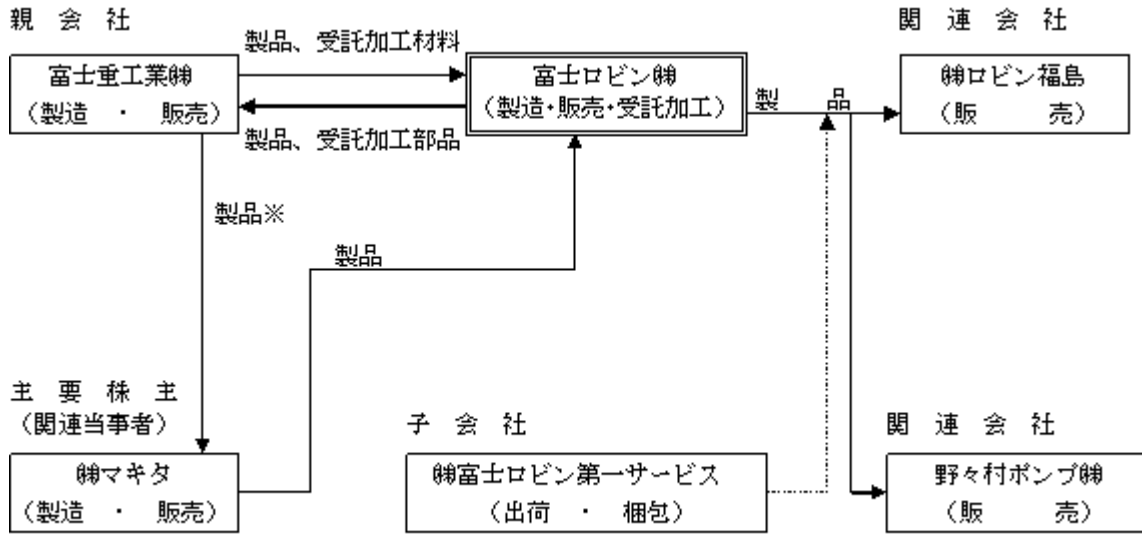 親 会 社
関 連 会 社
製品、受託加工材料
富士重工業㈱
(製造 ・ 販売)
富士ロビン㈱
(製造・販売・受託加工)
製 品
㈱ロビン福島
(販 売)
製品、受託加工部品
製品※
製品
主 要 株 主
(関連当事者)
子 会 社
関 連 会 社
㈱マキタ
(製造 ・ 販売)
㈱富士ロビン第一サービス
(出荷 ・ 梱包)
野々村ポンプ㈱
(販 売)